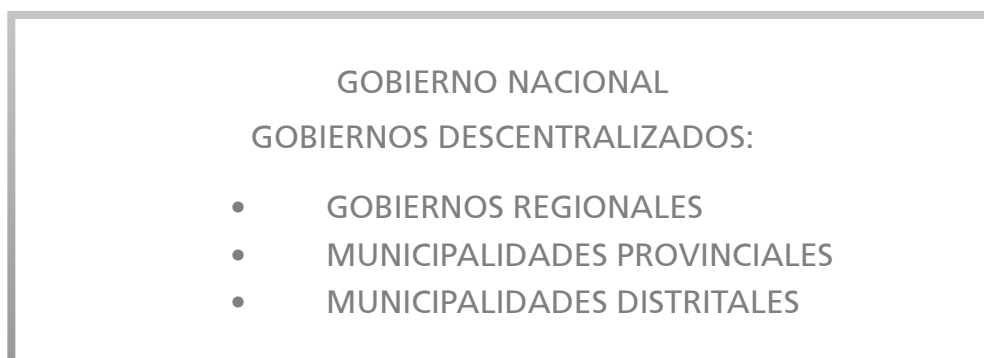 GOBIERNO NACIONAL
GOBIERNOS DESCENTRALIZADOS:
• GOBIERNOS REGIONALES
• MUNICIPALIDADES PROVINCIALES
• MUNICIPALIDADES DISTRITALES